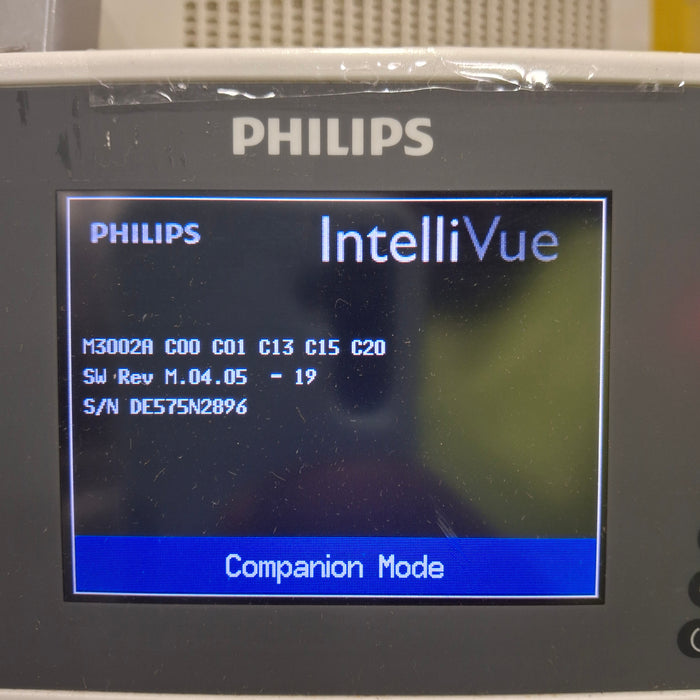 PHILIPS
PHILIPS IntelliVue
M3002A C00 C01 C13 C15 C20
SW Rev M.04.05 - 19
S/N DE575N2896
Companion Mode